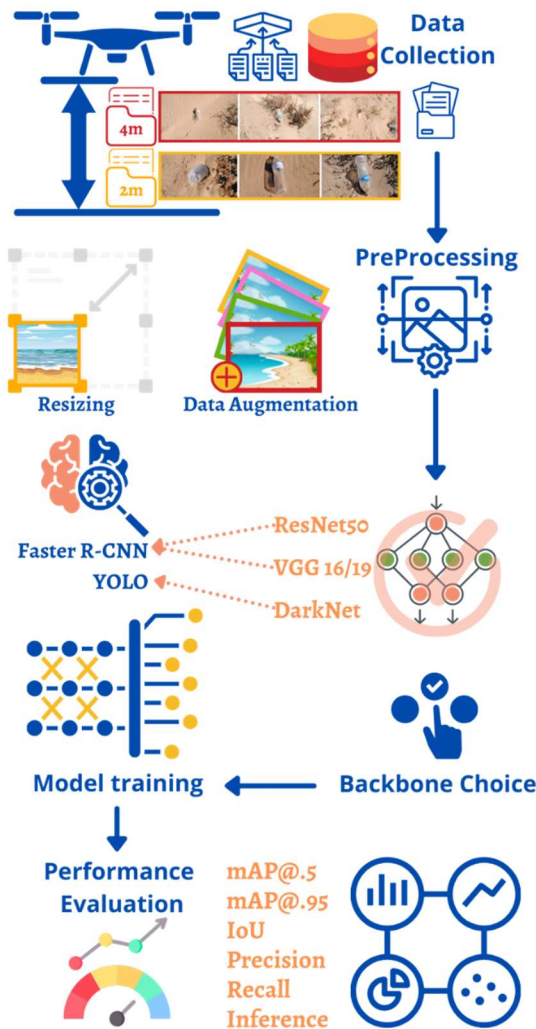 Data
Collection
4m
2m
PreProcessing
Resizing
Data Augmentation
Faster R-CNN
YOLO
ResNet50
VGG 16/19
DarkNet
Backbone Choice
Model training
Performance
Evaluation
mAP@.5
mAP@.95
IoU
Precision
Recall
Inference